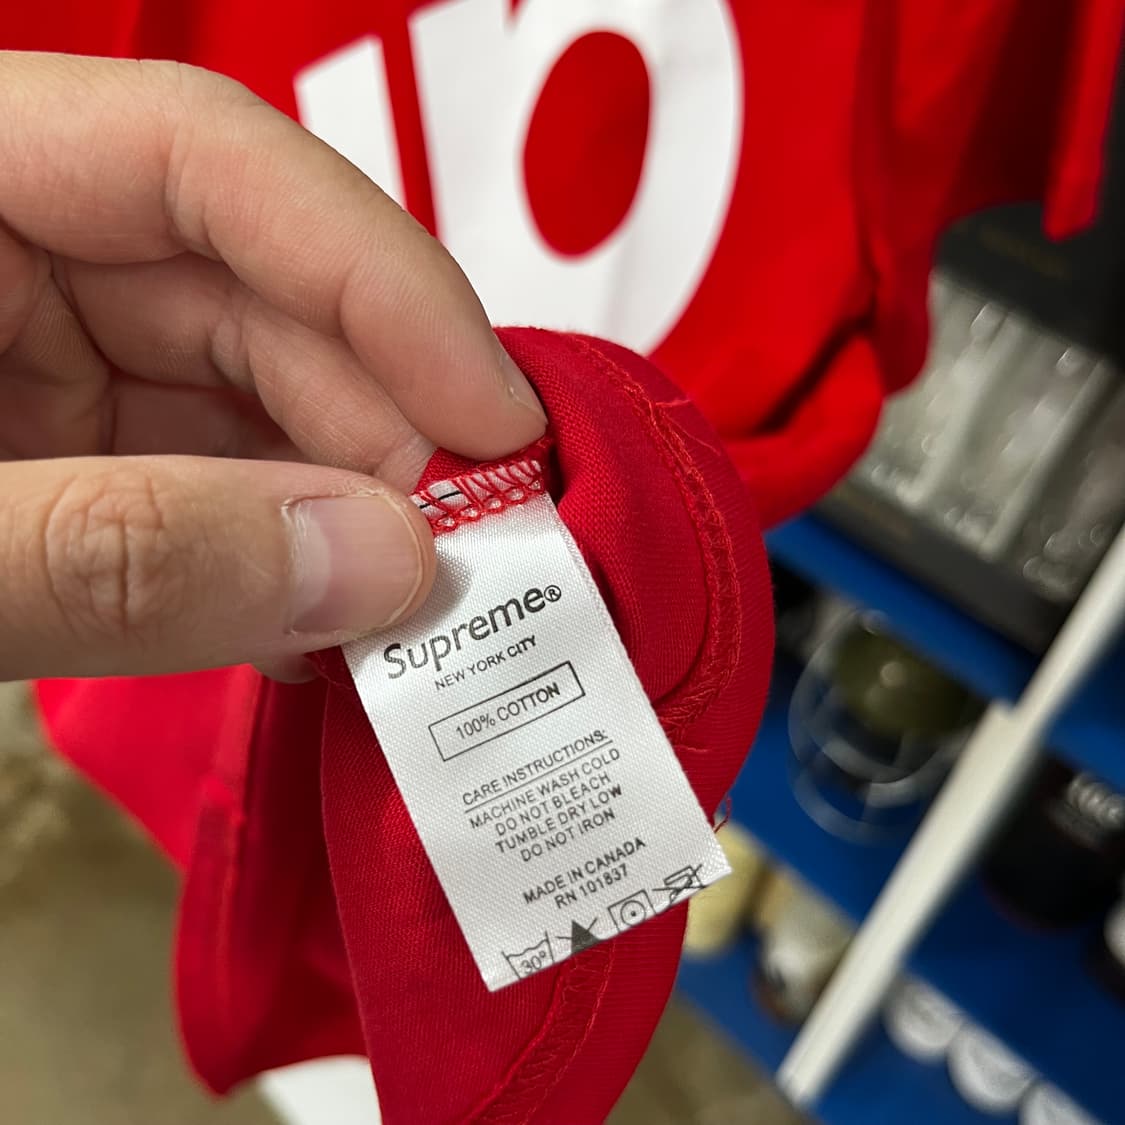 Supreme®
NEW YORK CITY
100% COTTON
CARE INSTRUCTIONS:
MACHINE WASH COLD
DO NOT BLEACH
TUMBLE DRY LOW
DO NOT IRON
MADE IN CANADA
RN 101837
30°